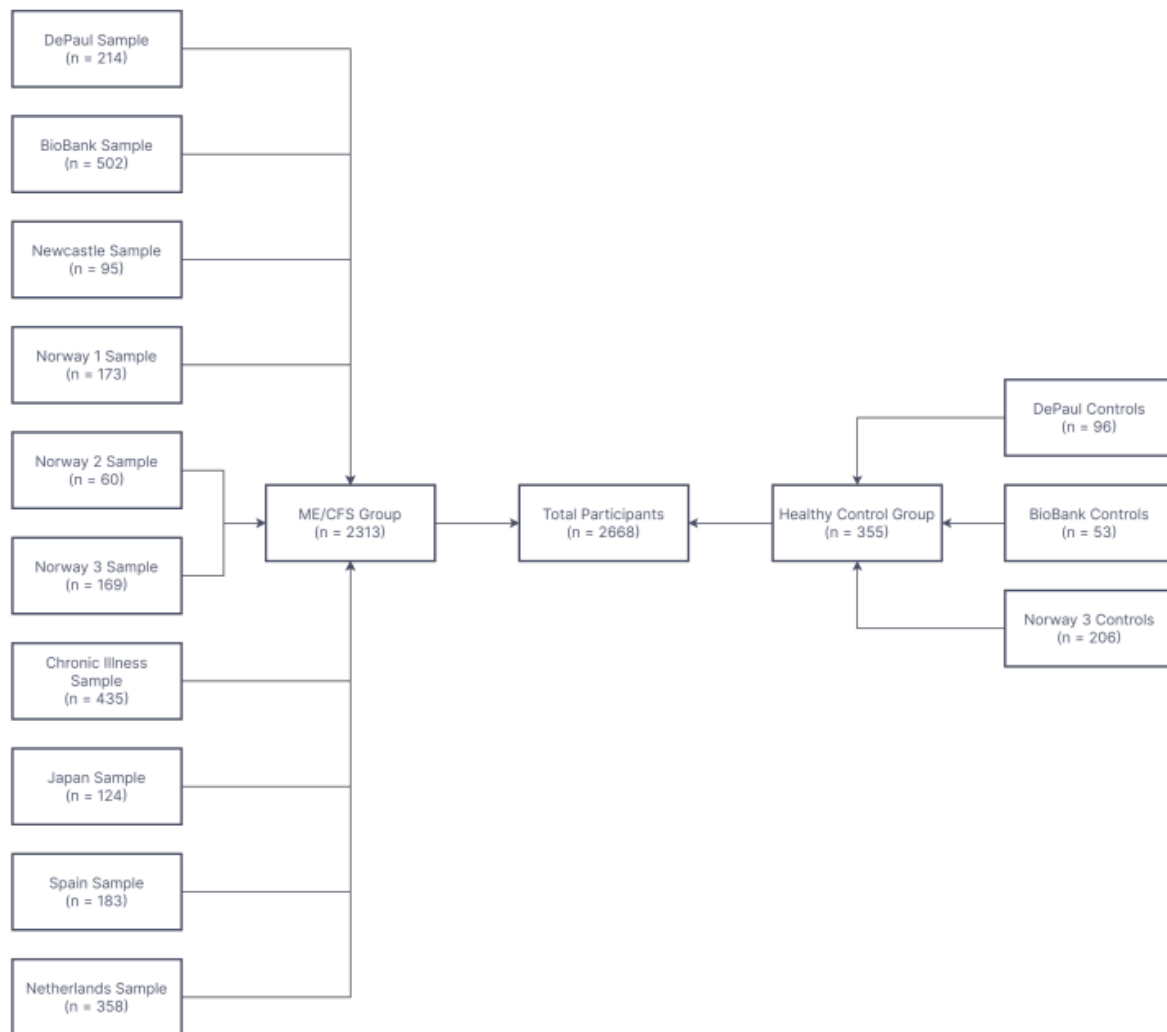 DePaul Sample
(n = 214)
BioBank Sample
(n = 502)
Newcastle Sample
(n = 95)
Norway 1 Sample
(n = 173)
Norway 2 Sample
(n = 60)
Norway 3 Sample
(n = 169)
Chronic Illness
Sample
(n = 435)
Japan Sample
(n = 124)
Spain Sample
(n = 183)
Netherlands Sample
(n = 358)
ME/CFS Group
(n = 2313)
Total Participants
(n = 2668)
Healthy Control Group
(n = 355)
DePaul Controls
(n = 96)
BioBank Controls
(n = 53)
Norway 3 Controls
(n = 206)